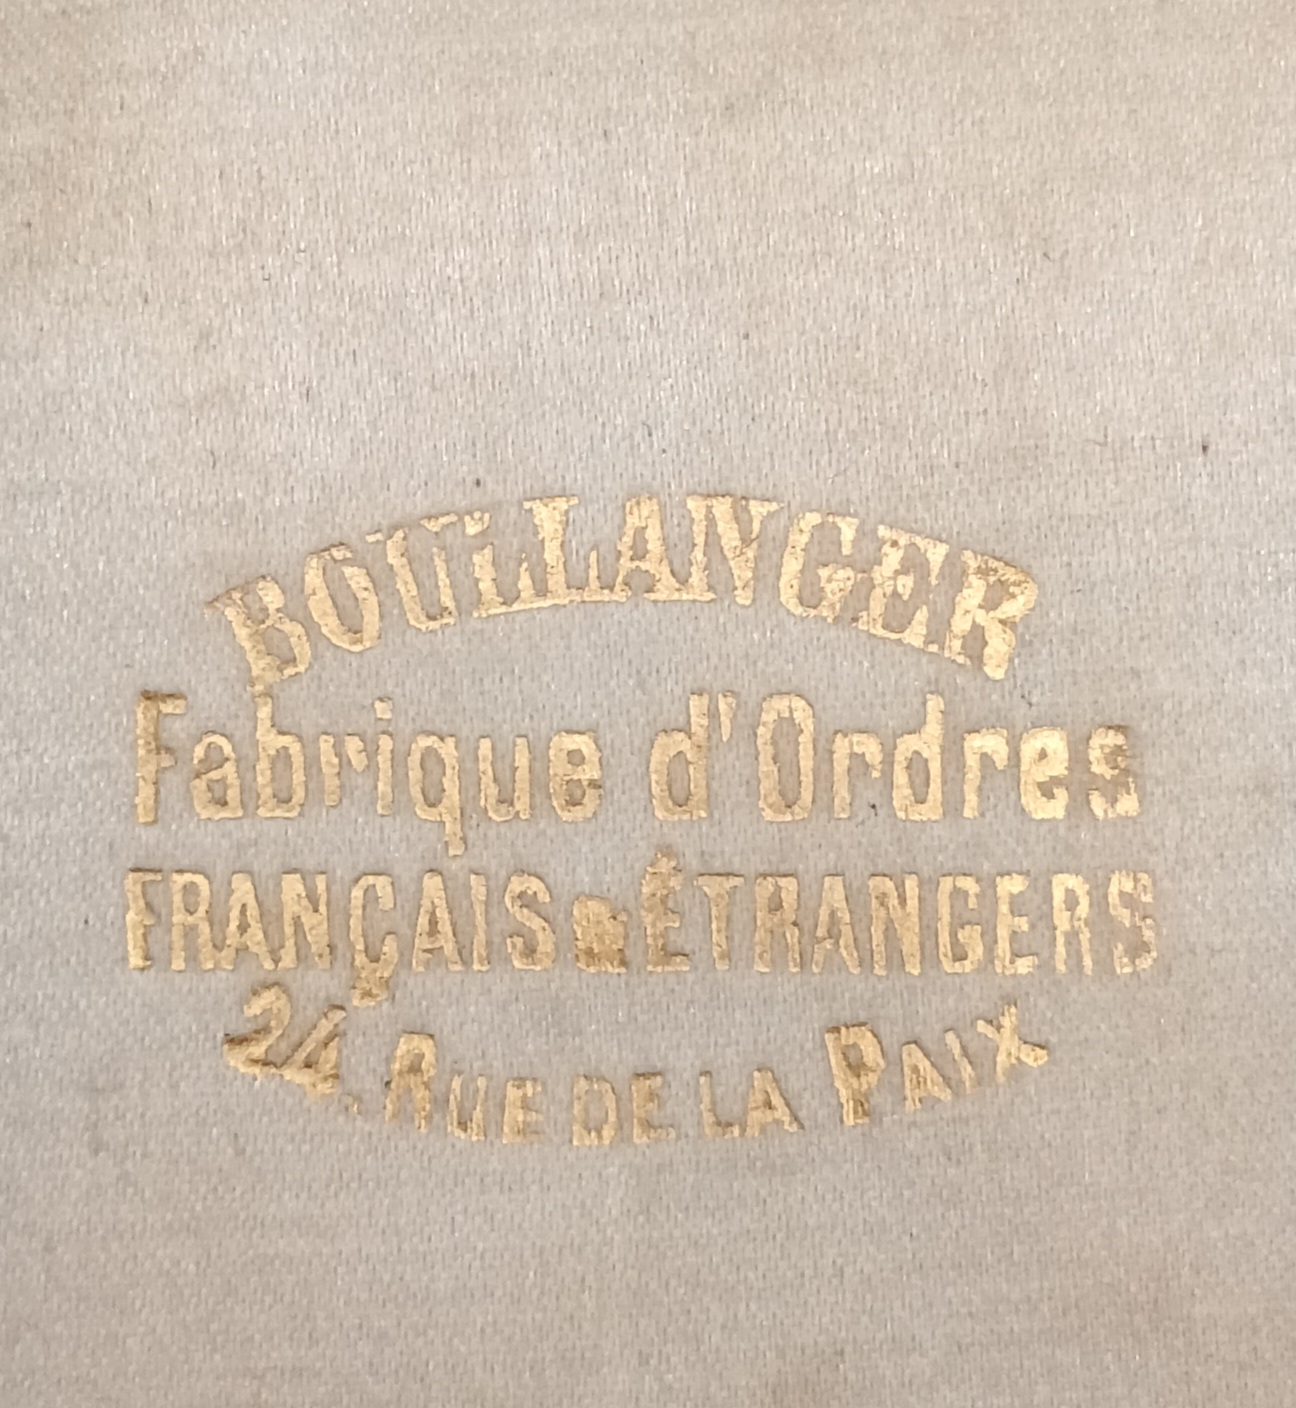 BOULLANGER
Fabrique d'Ordres
FRANÇAIS & ÉTRANGERS
24, RUE DE LA PAIX